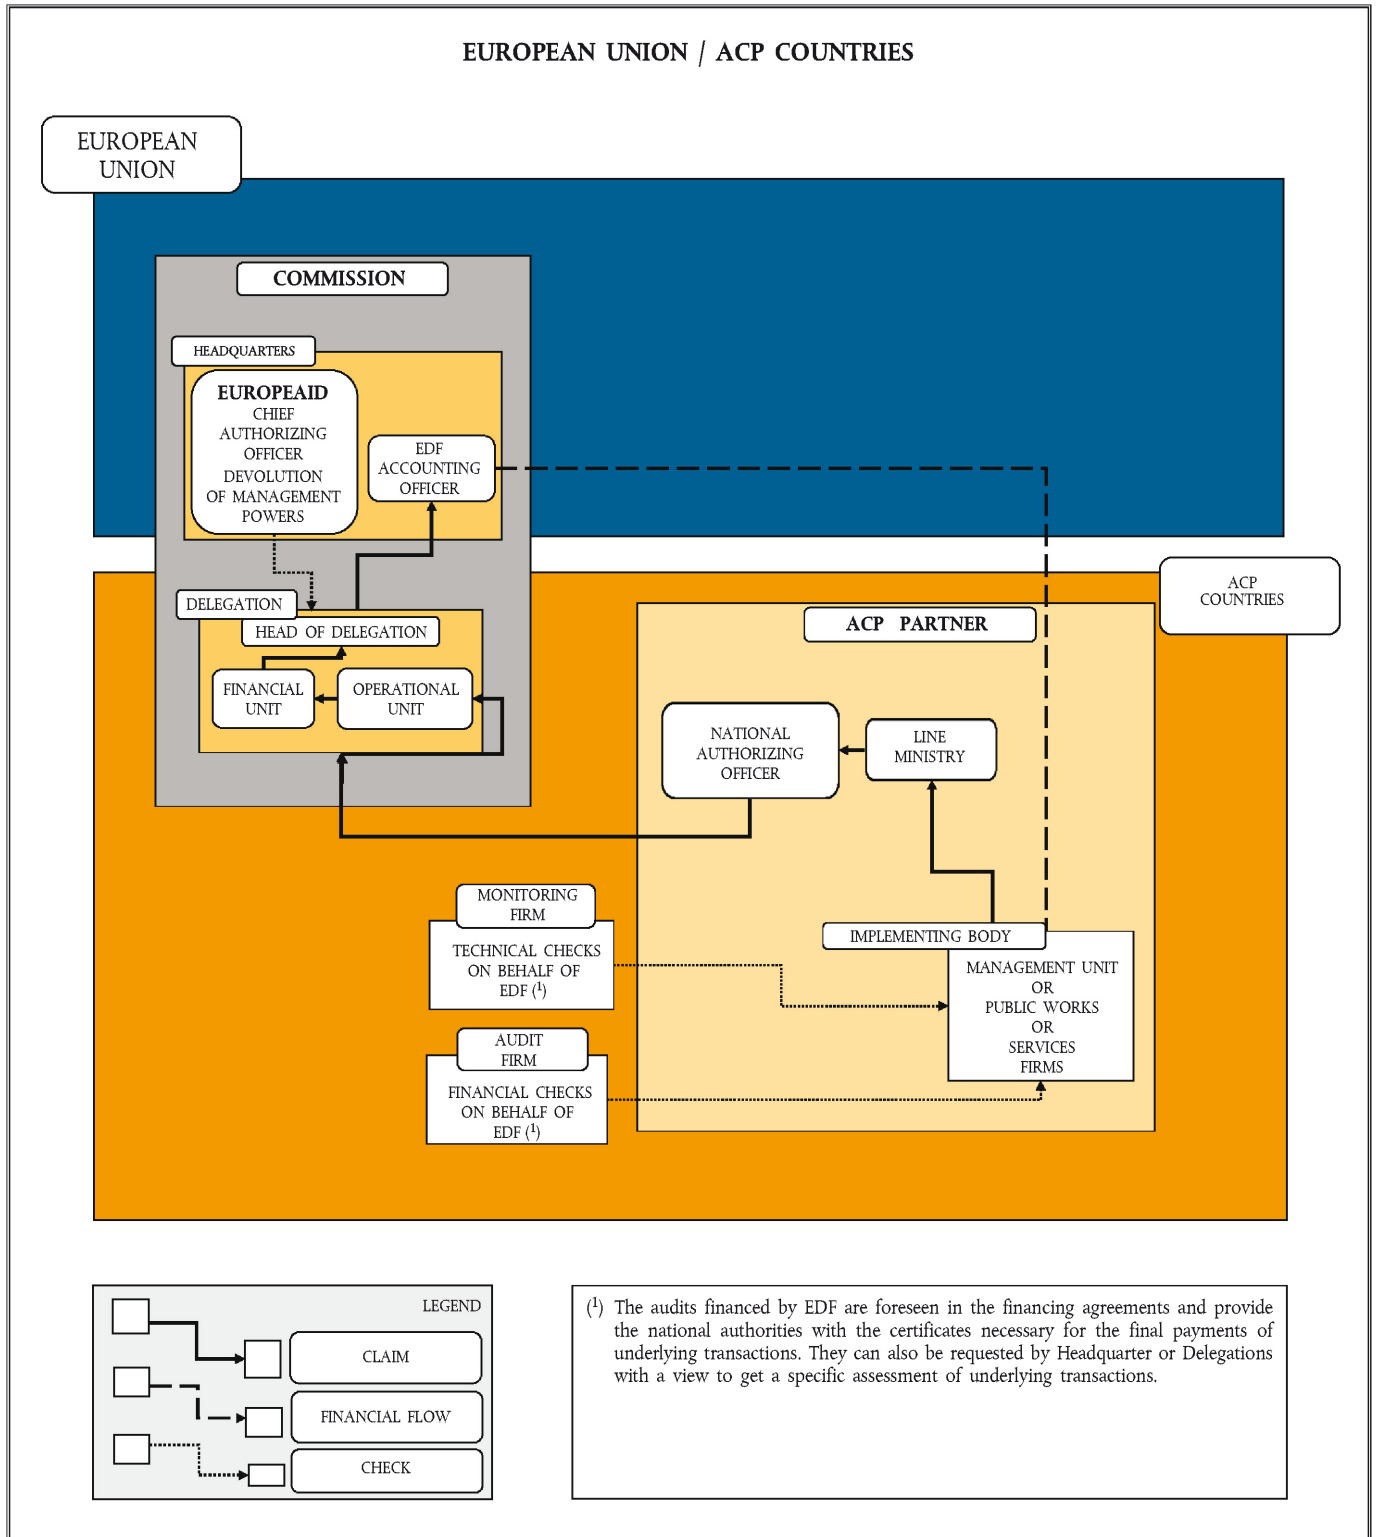 EUROPEAN UNION / ACP COUNTRIES
EUROPEAN
UNION
COMMISSION
HEADQUARTERS
EUROPEAID
CHIEF
AUTHORIZING
OFFICER
DEVOLUTION
OF MANAGEMENT
POWERS
EDF
ACCOUNTING
OFFICER
ACP
COUNTRIES
DELEGATION
HEAD OF DELEGATION
FINANCIAL
UNIT
OPERATIONAL
UNIT
ACP PARTNER
NATIONAL
AUTHORIZING
OFFICER
LINE
MINISTRY
MONITORING
FIRM
TECHNICAL CHECKS
ON BEHALF OF
EDF (¹)
IMPLEMENTING BODY
MANAGEMENT UNIT
OR
PUBLIC WORKS
OR
SERVICES
FIRMS
AUDIT
FIRM
FINANCIAL CHECKS
ON BEHALF OF
EDF (¹)
LEGEND
CLAIM
FINANCIAL FLOW
CHECK
(¹) The audits financed by EDF are foreseen in the financing agreements and provide
the national authorities with the certificates necessary for the final payments of
underlying transactions. They can also be requested by Headquarter or Delegations
with a view to get a specific assessment of underlying transactions.